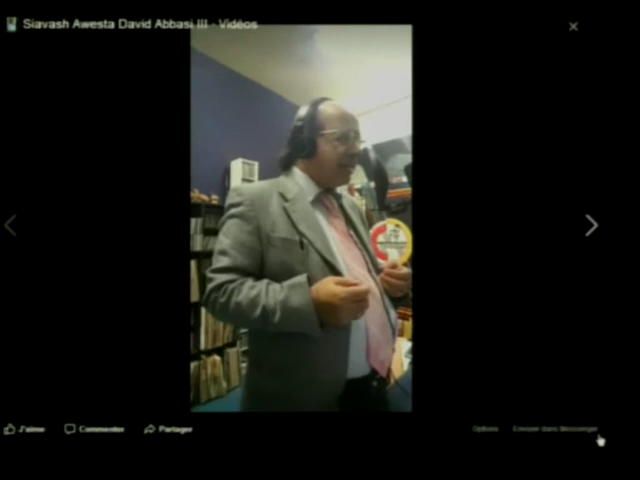 Siavash Awesta David Abbasi III - Vidéos
J'aime Commenter Partager Options Envoyer dans Messenger